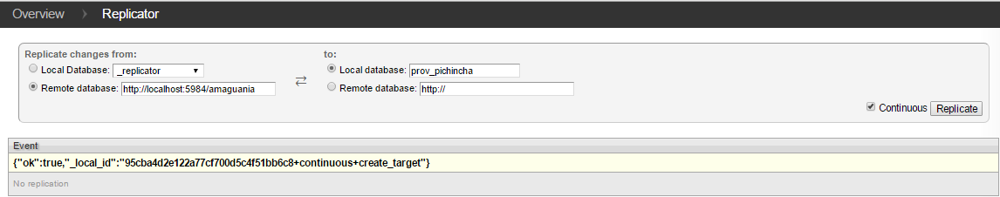 Overview > Replicator
Replicate changes from: to:
Local Database: _replicator Local database: prov_pichincha
Remote database: http://localhost:5984/amaguania Remote database: http://
Continuous Replicate
Event
{"ok":true,"_local_id":"95cba4d2e122a77cf700d5c4f51bb6c8+continuous+create_target"}
No replication